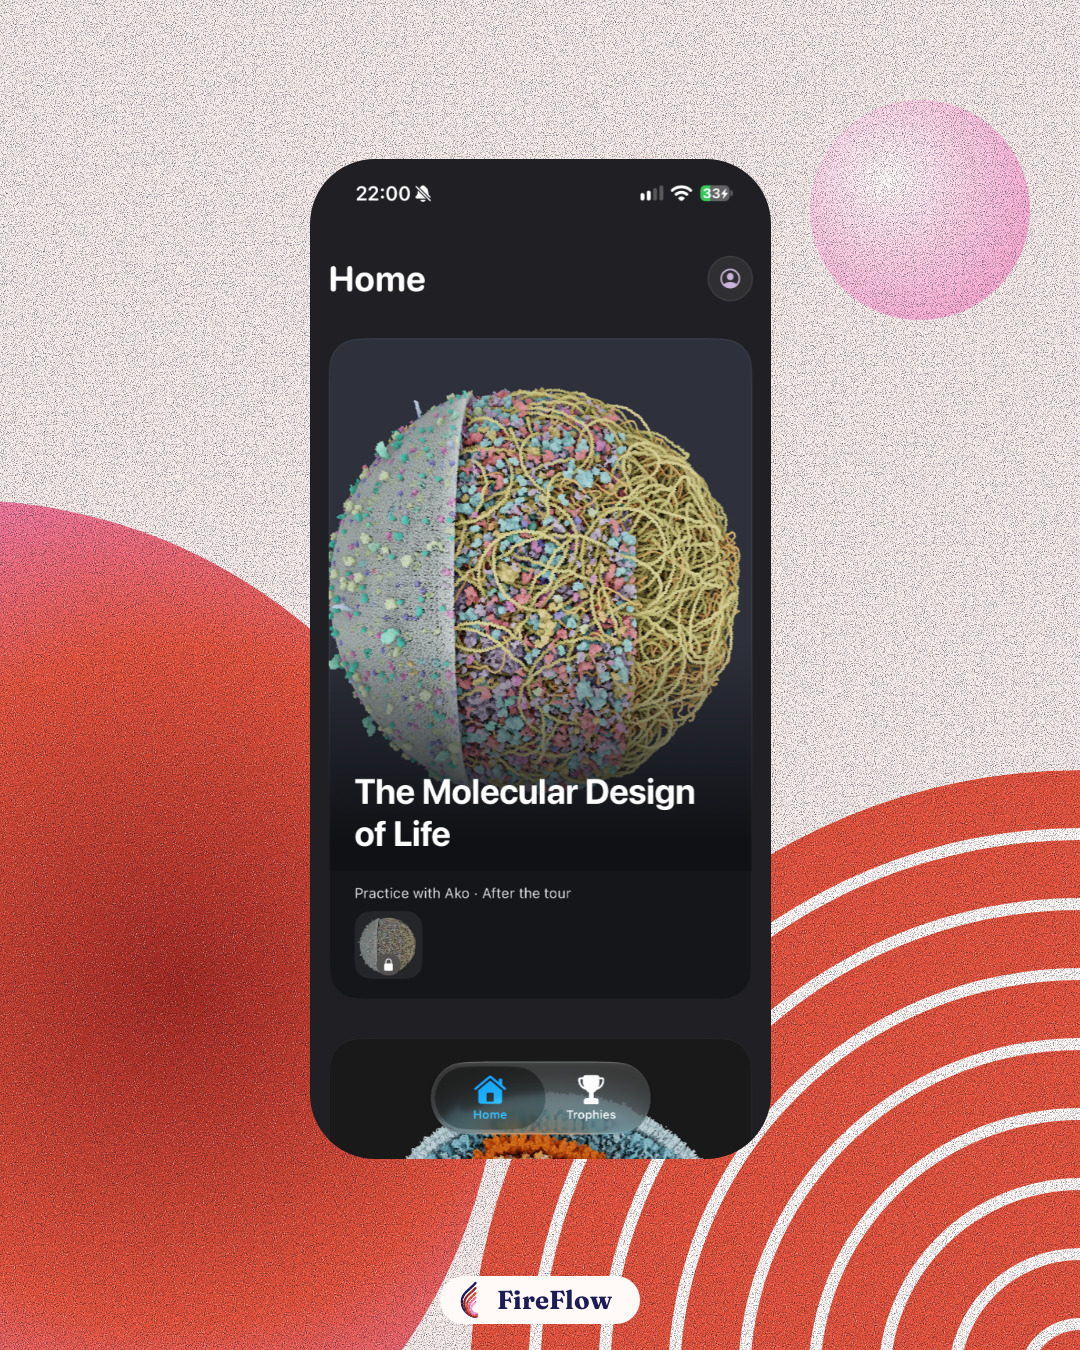 22:00
33
Home
The Molecular Design
of Life
Practice with Ako · After the tour
Home
Trophies
FireFlow